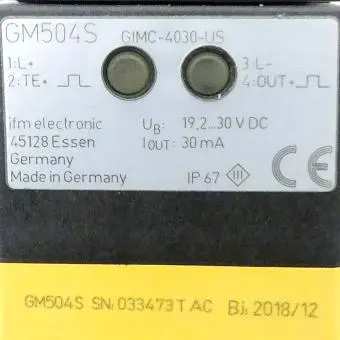 GM504S GIMC-4030-US
1:L+ 3:L-
2:TE+ 4:OUT+
ifm electronic UB: 19,2...30 V DC
45128 Essen IOUT: 30 mA
Germany
Made in Germany IP 67 III CE
GM504S SN: 033473 T AC Bj: 2018/12